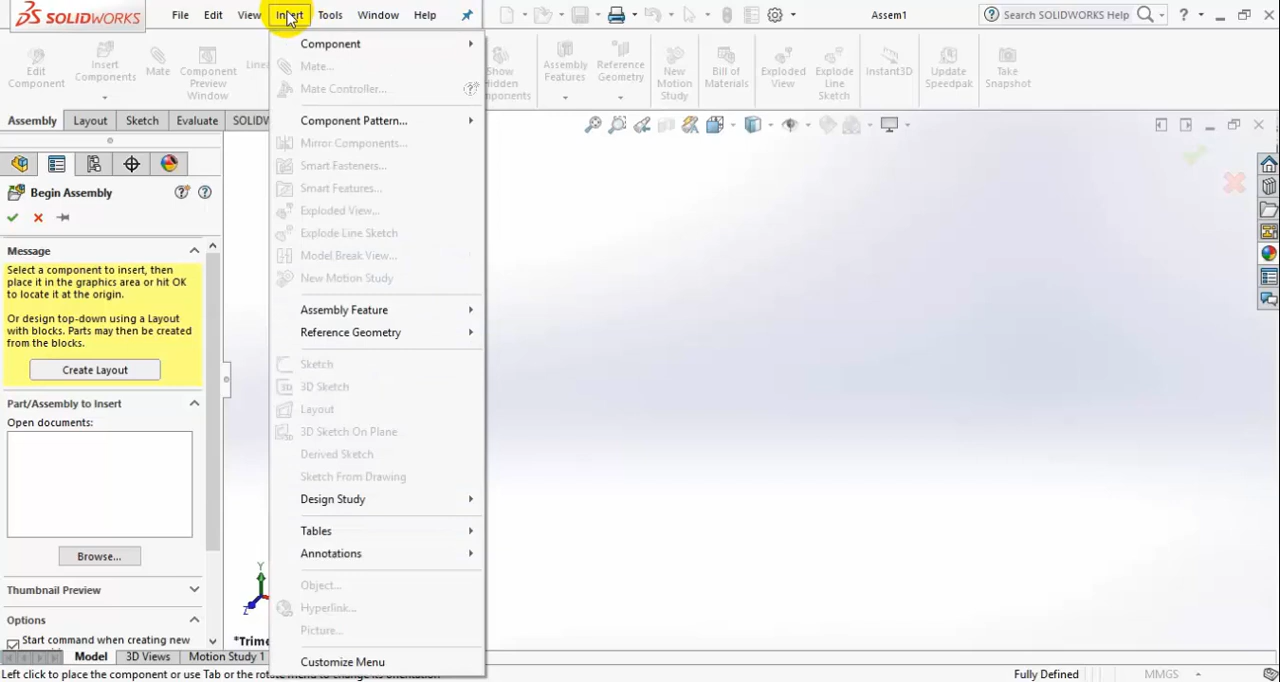 SOLIDWORKS
File
Edit
View
Insert
Tools
Window
Help
Assem1
Search SOLIDWORKS Help
Edit
Component
Insert
Components
Mate
Component
Preview
Window
Show
Hidden
Components
Assembly
Features
Reference
Geometry
New
Motion
Study
Bill of
Materials
Exploded
View
Explode
Line
Sketch
Instant3D
Update
Speedpak
Take
Snapshot
Assembly
Layout
Sketch
Evaluate
Begin Assembly
Message
Select a component to insert, then
place it in the graphics area or hit OK
to locate it at the origin.
Or design top-down using a Layout
with blocks. Parts may then be created
from the blocks.
Create Layout
Part/Assembly to Insert
Open documents:
Browse...
Thumbnail Preview
Options
Start command when creating new
Component
Mate...
Mate Controller...
Component Pattern...
Mirror Components...
Smart Fasteners...
Smart Features...
Exploded View...
Explode Line Sketch
Model Break View...
New Motion Study
Assembly Feature
Reference Geometry
Sketch
3D Sketch
Layout
3D Sketch On Plane
Derived Sketch
Sketch From Drawing
Design Study
Tables
Annotations
Object...
Hyperlink...
Picture...
Customize Menu
Y
Z
*Trime
Model
3D Views
Motion Study 1
Left click to place the component or use Tab or the rotate menu to change its orientation
Fully Defined
MMGS